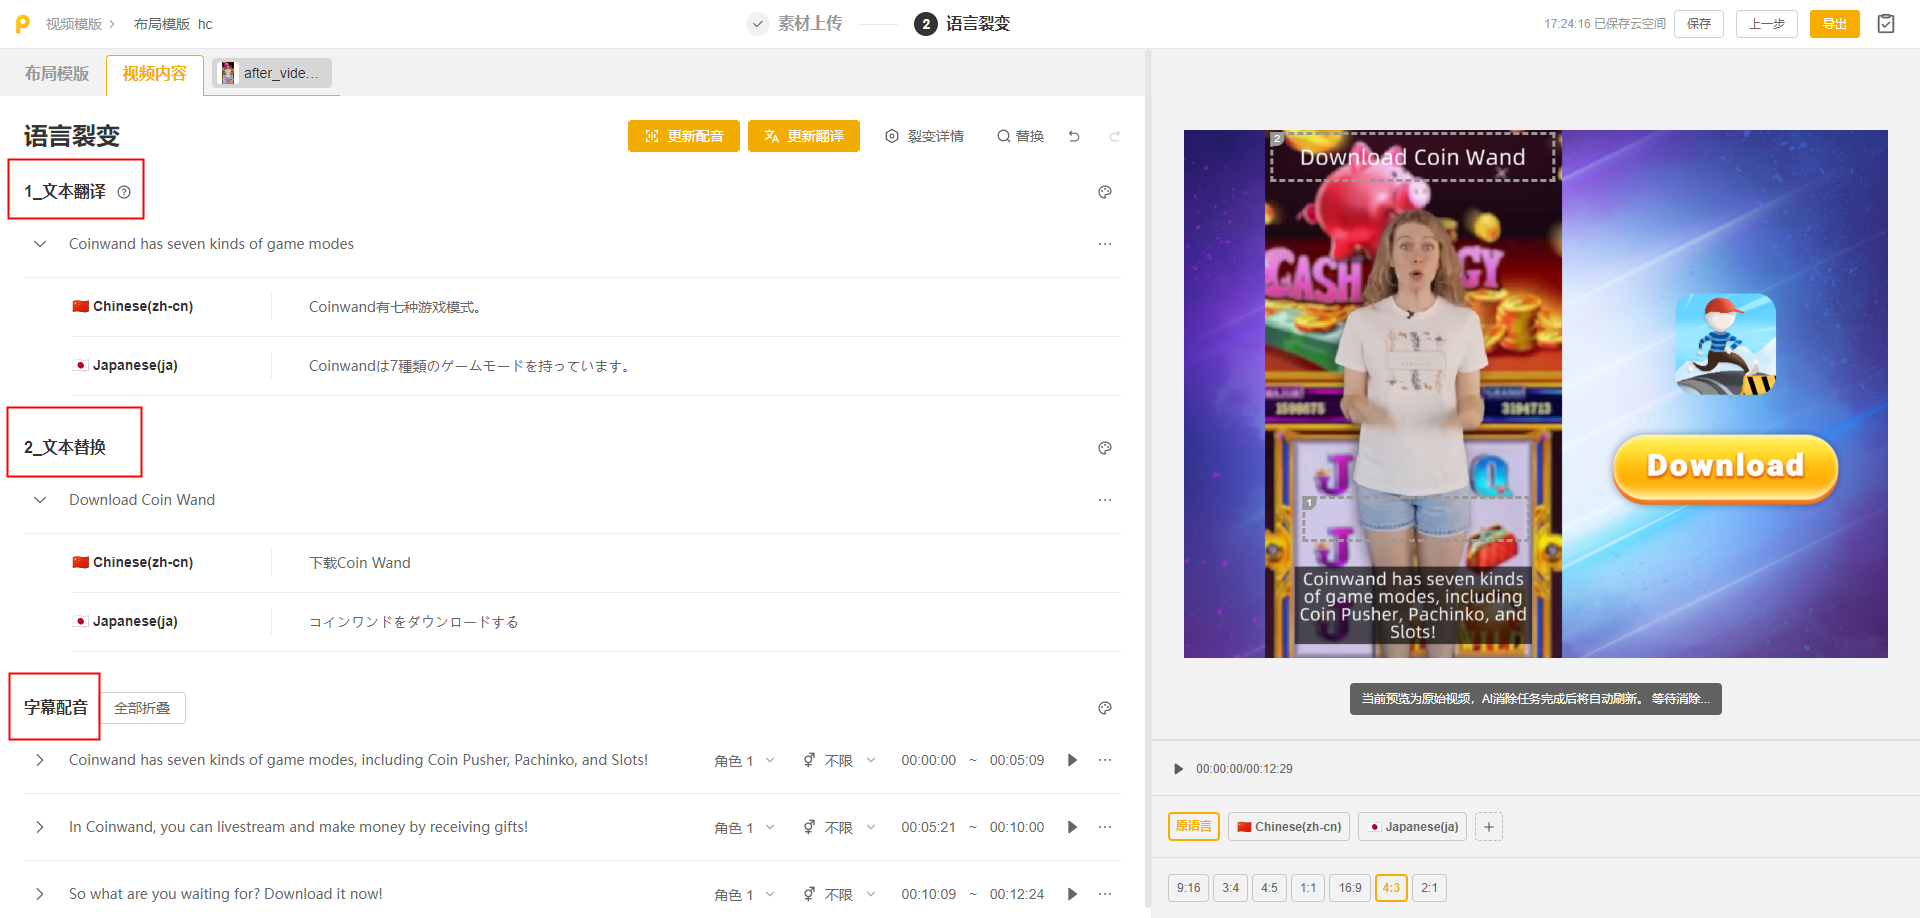 视频模版 > 布局模版 hc
素材上传
2 语言裂变
17:24:16 已保存云空间
保存
上一步
导出
布局模版
视频内容
after_vide...
语言裂变
更新配音
更新翻译
裂变详情
替换
1_文本翻译
Coinwand has seven kinds of game modes
Chinese(zh-cn)
Coinwand有七种游戏模式。
Japanese(ja)
Coinwandは7種類のゲームモードを持っています。
2_文本替换
Download Coin Wand
Chinese(zh-cn)
下载Coin Wand
Japanese(ja)
コインワンドをダウンロードする
字幕配音
全部折叠
Coinwand has seven kinds of game modes, including Coin Pusher, Pachinko, and Slots!
角色 1
不限
00:00:00 ~ 00:05:09
In Coinwand, you can livestream and make money by receiving gifts!
角色 1
不限
00:05:21 ~ 00:10:00
So what are you waiting for? Download it now!
角色 1
不限
00:10:09 ~ 00:12:24
2
Download Coin Wand
CASH
GY
3194713
J
Q
1
J
Coinwand has seven kinds
of game modes, including
Coin Pusher, Pachinko, and
Slots!
WILD
Download
当前预览为原始视频，AI消除任务完成后将自动刷新。 等待消除...
00:00:00/00:12:29
原语言
Chinese(zh-cn)
Japanese(ja)
+
9:16
3:4
4:5
1:1
16:9
4:3
2:1